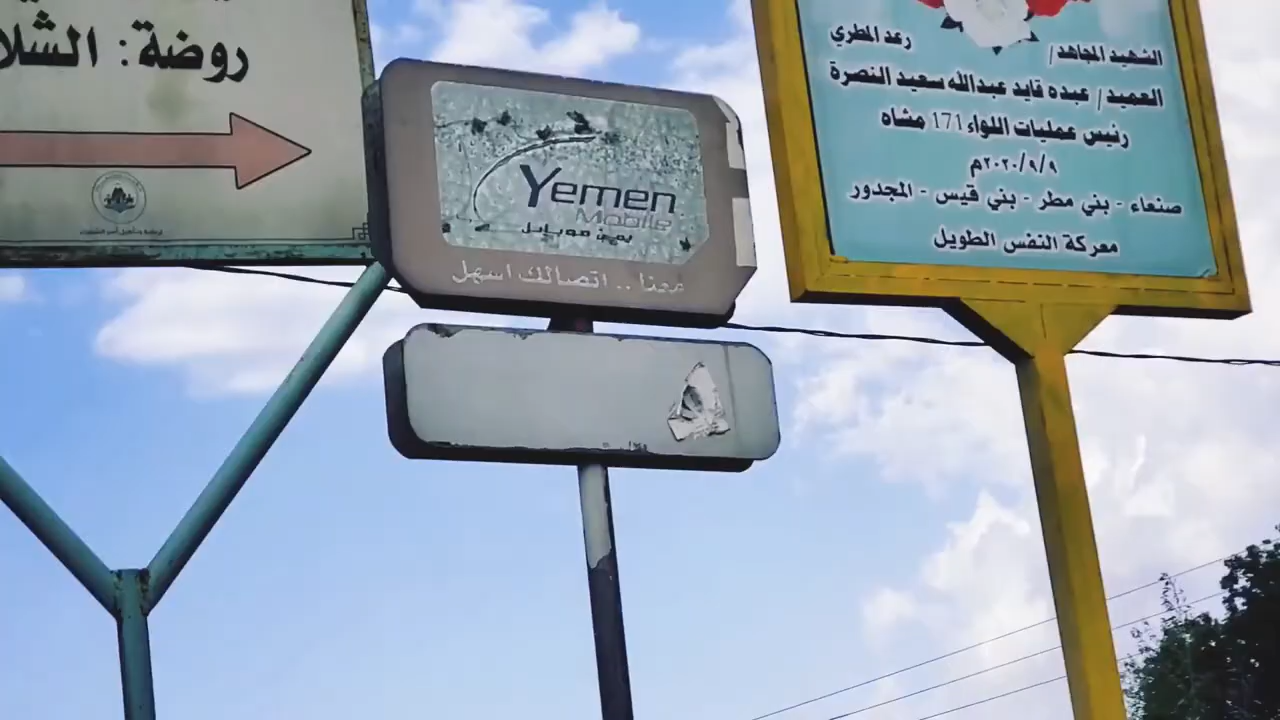 روضة: الشلا
Yemen
Mobile
يمن موبايل
معنا .. اتصالك اسهل
الشهيد المجاهد/ رعد المطري
العميد/ عبده قايد عبدالله سعيد النصرة
رئيس عمليات اللواء 171 مشاه
٢٠٢٠/٩/٩م
صنعاء - بني مطر - بني قيس - المجدور
معركة النفس الطويل